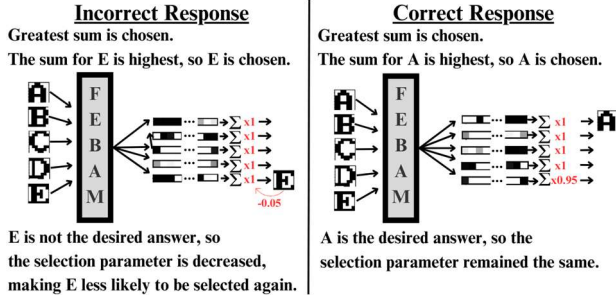 Incorrect Response
Greatest sum is chosen.
The sum for E is highest, so E is chosen.
A
B
C
D
E
F
E
B
A
M
... ∑ x1
... ∑ x1
... ∑ x1
... ∑ x1
... ∑ x1
E
-0.05
E is not the desired answer, so
the selection parameter is decreased,
making E less likely to be selected again.
Correct Response
Greatest sum is chosen.
The sum for A is highest, so A is chosen.
A
B
C
D
E
F
E
B
A
M
... ∑ x1
... ∑ x1
... ∑ x1
... ∑ x1
... ∑ x0.95
A
A is the desired answer, so the
selection parameter remained the same.